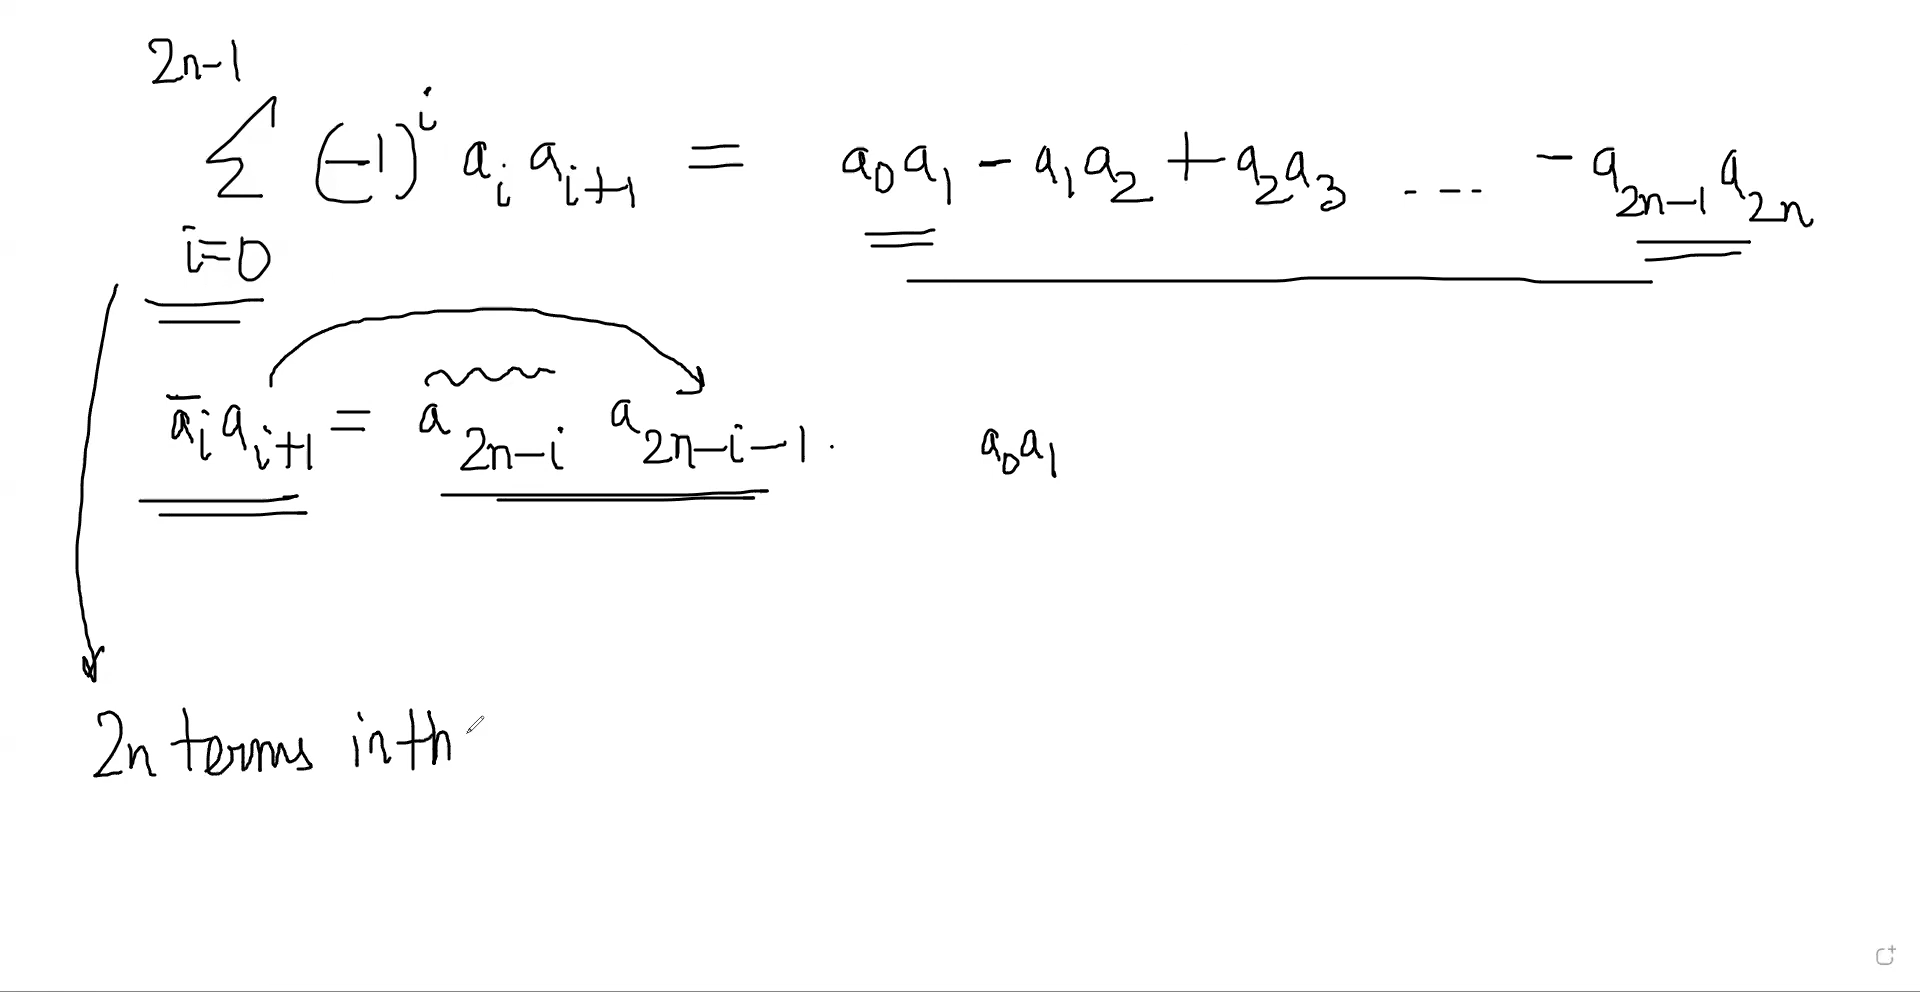 2n-1
∑ (-1)^i a_i a_{i+1} = a_0 a_1 - a_1 a_2 + a_2 a_3 .... - a_{2n-1} a_{2n}
i=0
a_i a_{i+1} = a_{2n-i} a_{2n-i-1} .
a_0 a_1
2n terms in th